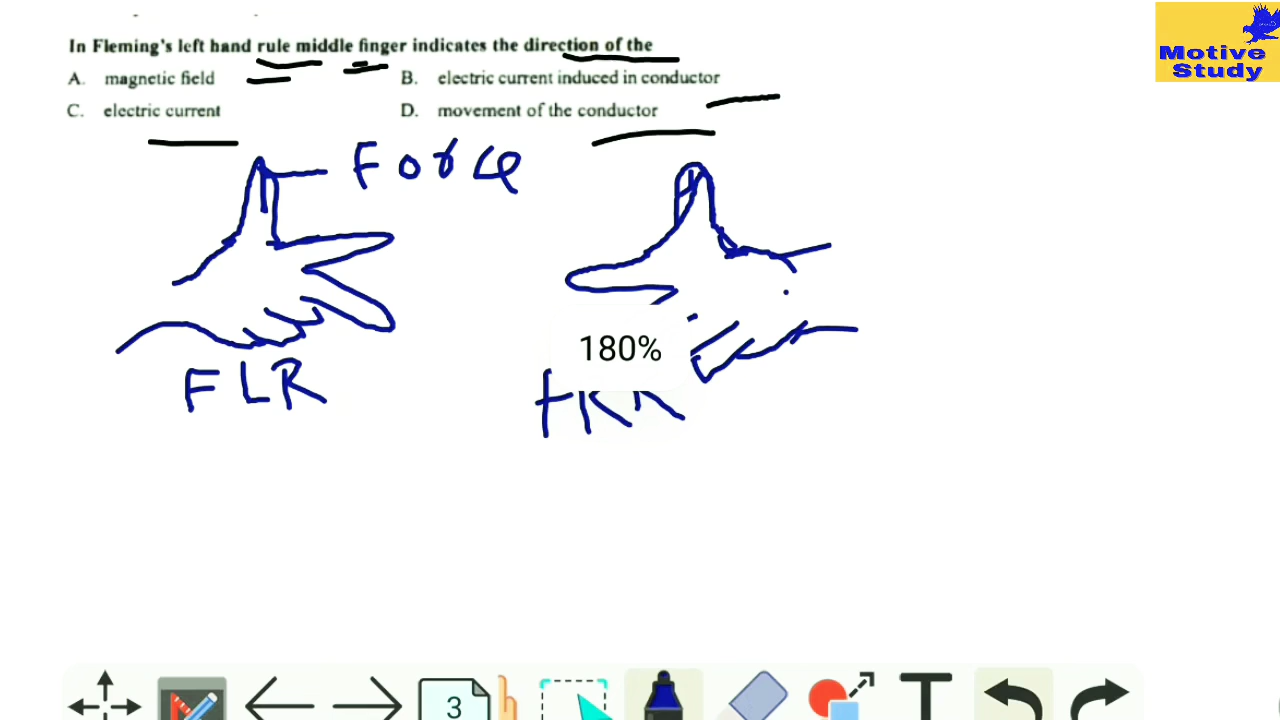 In Fleming's left hand rule middle finger indicates the direction of the
A. magnetic field B. electric current induced in conductor
C. electric current D. movement of the conductor
Motive
Study
Force
180%
FLR
3
T